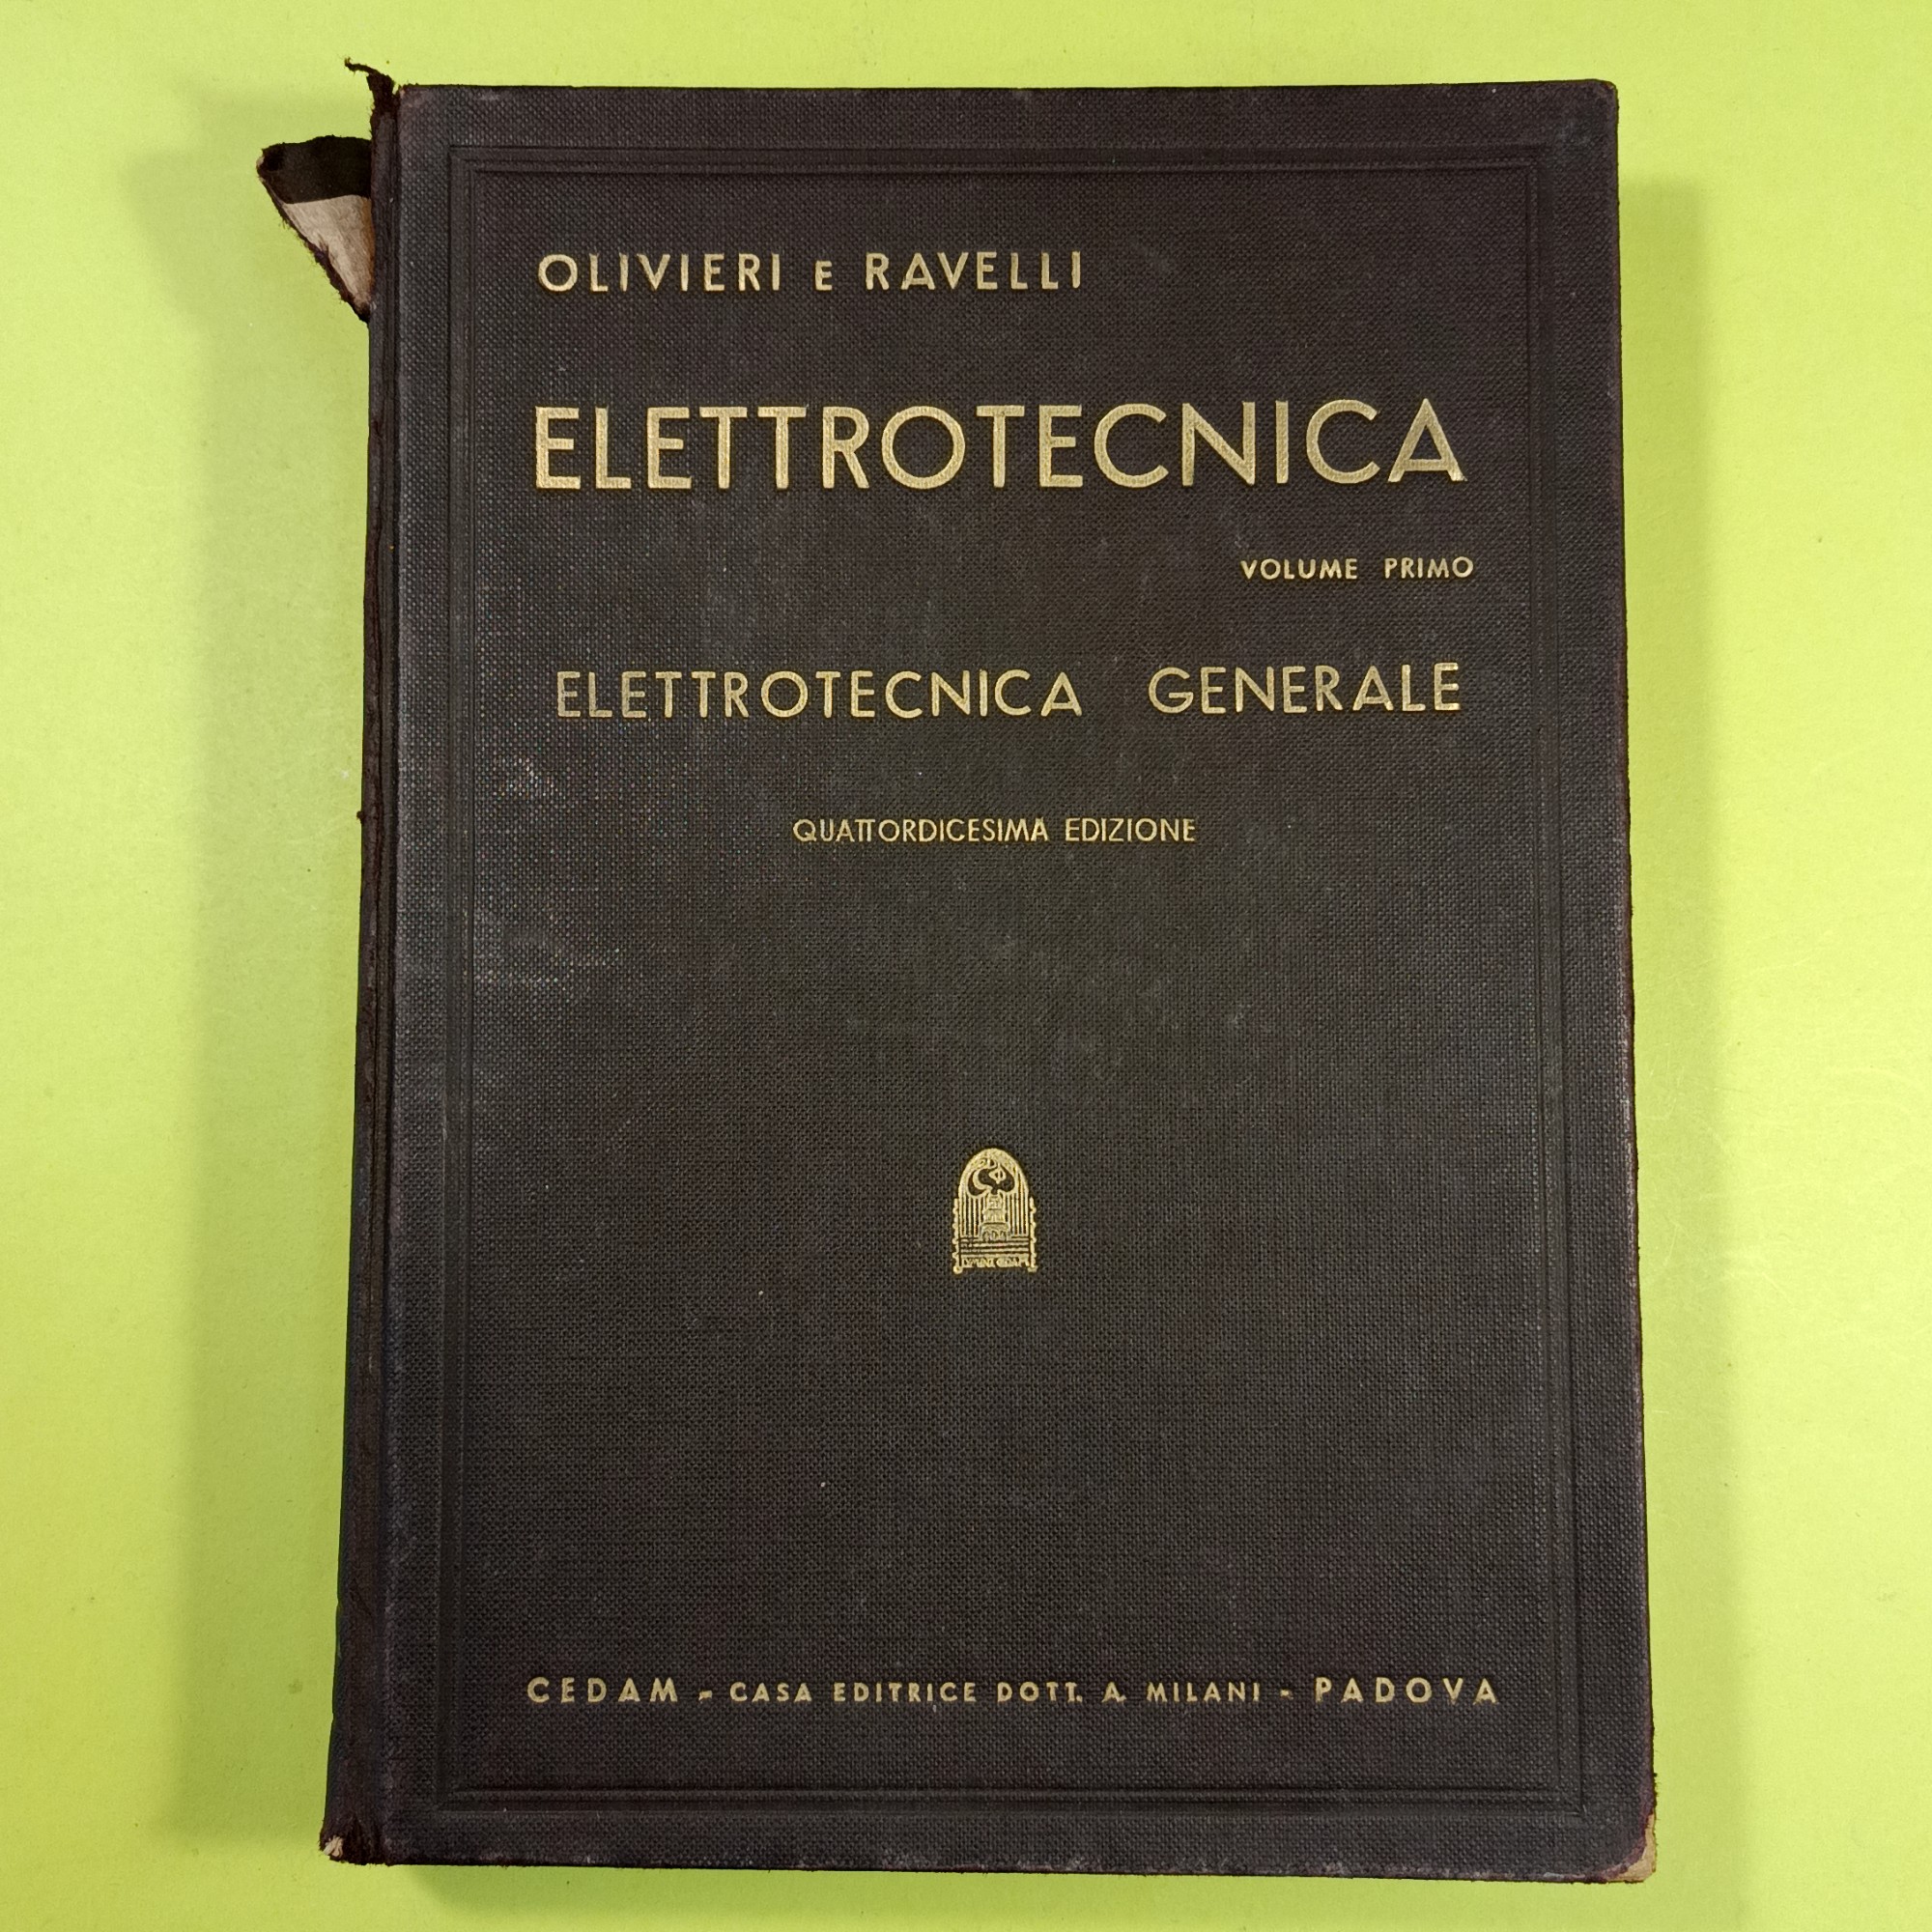 OLIVIERI E RAVELLI
ELETTROTECNICA
VOLUME PRIMO
ELETTROTECNICA GENERALE
QUATTORDICESIMA EDIZIONE
CEDAM - CASA EDITRICE DOTT. A. MILANI - PADOVA